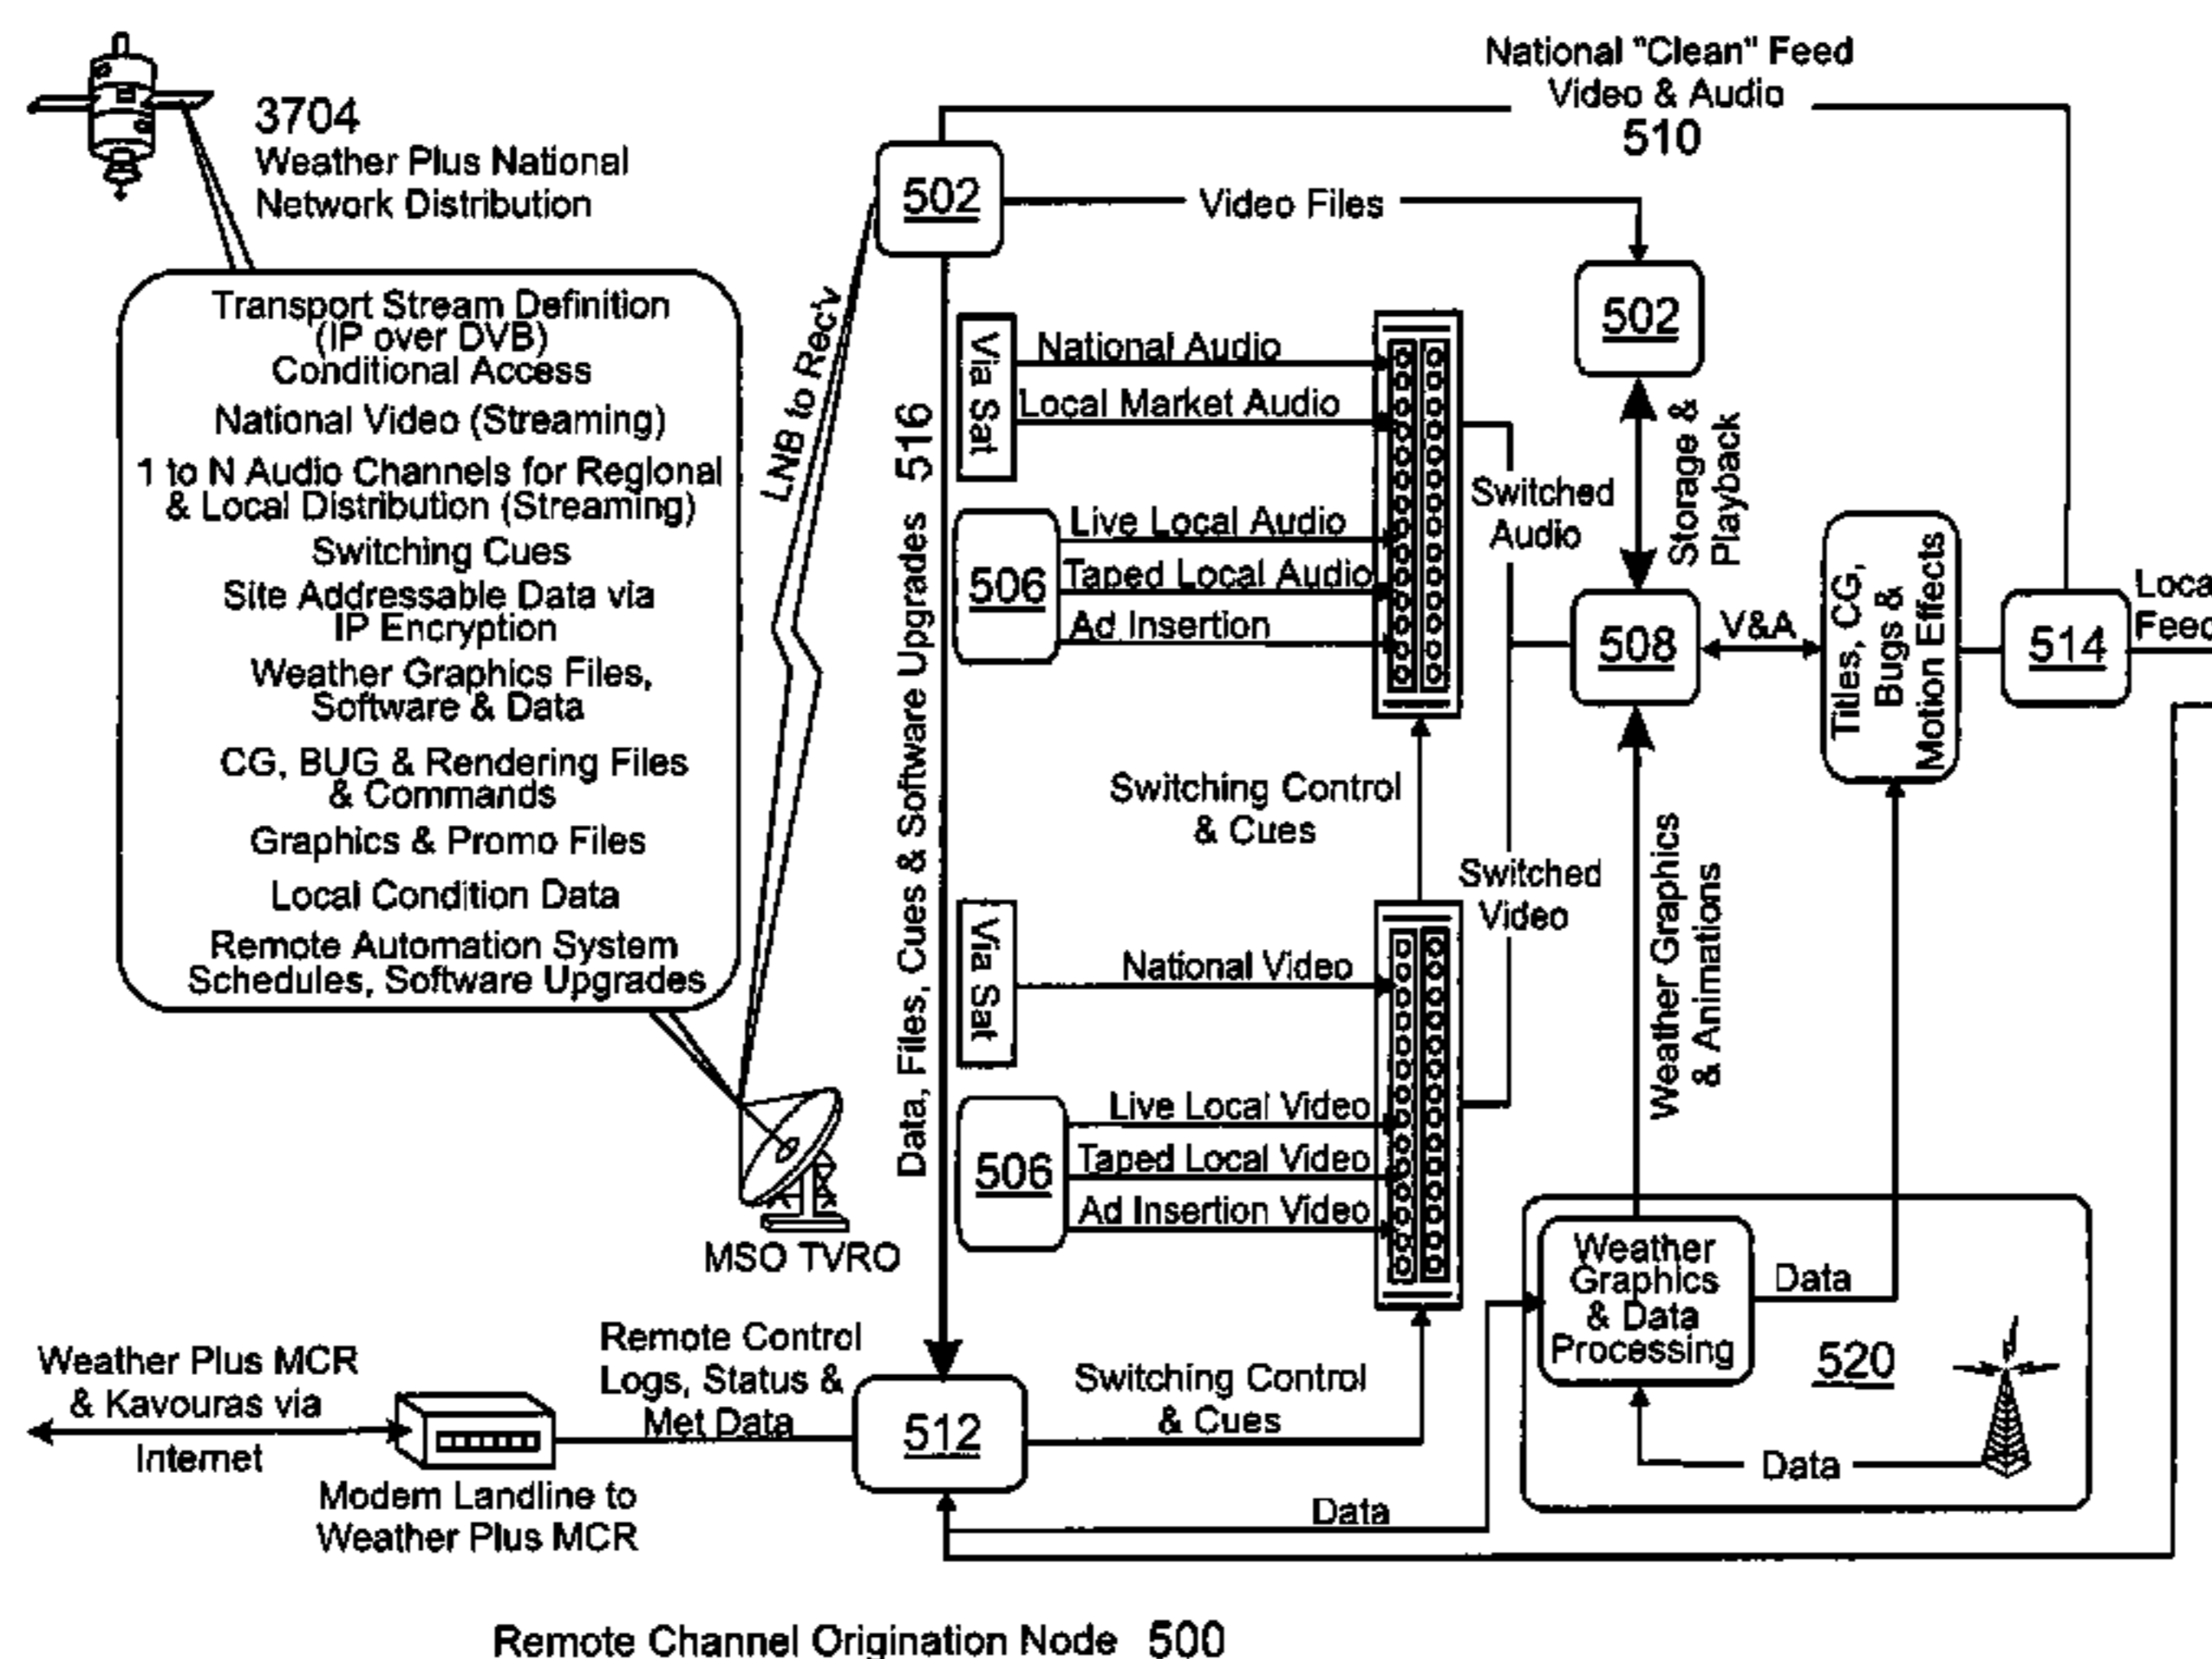 National "Clean" Feed
Video & Audio
510
3704
Weather Plus National
Network Distribution
502
Video Files
502
Transport Stream Definition
(IP over DVB)
Conditional Access
National Video (Streaming)
1 to N Audio Channels for Regional
& Local Distribution (Streaming)
Switching Cues
Site Addressable Data via
IP Encryption
Weather Graphics Files,
Software & Data
CG, BUG & Rendering Files
& Commands
Graphics & Promo Files
Local Condition Data
Remote Automation System
Schedules, Software Upgrades
LNB to Rec'v
Data, Files, Cues & Software Upgrades 516
Via Sat
National Audio
Local Market Audio
506
Live Local Audio
Taped Local Audio
Ad Insertion
Switched
Audio
Storage &
Playback
508
V&A
Titles, CG,
Bugs &
Motion Effects
514
Switching Control
& Cues
Switched
Video
Via Sat
National Video
506
Live Local Video
Taped Local Video
Ad Insertion Video
Weather Graphics
& Animations
MSO TVRO
Weather
Graphics
& Data
Processing
Data
520
Data
Weather Plus MCR
& Kavouras via
Internet
Remote Control
Logs, Status &
Met Data
512
Switching Control
& Cues
Modem Landline to
Weather Plus MCR
Data
Remote Channel Origination Node 500